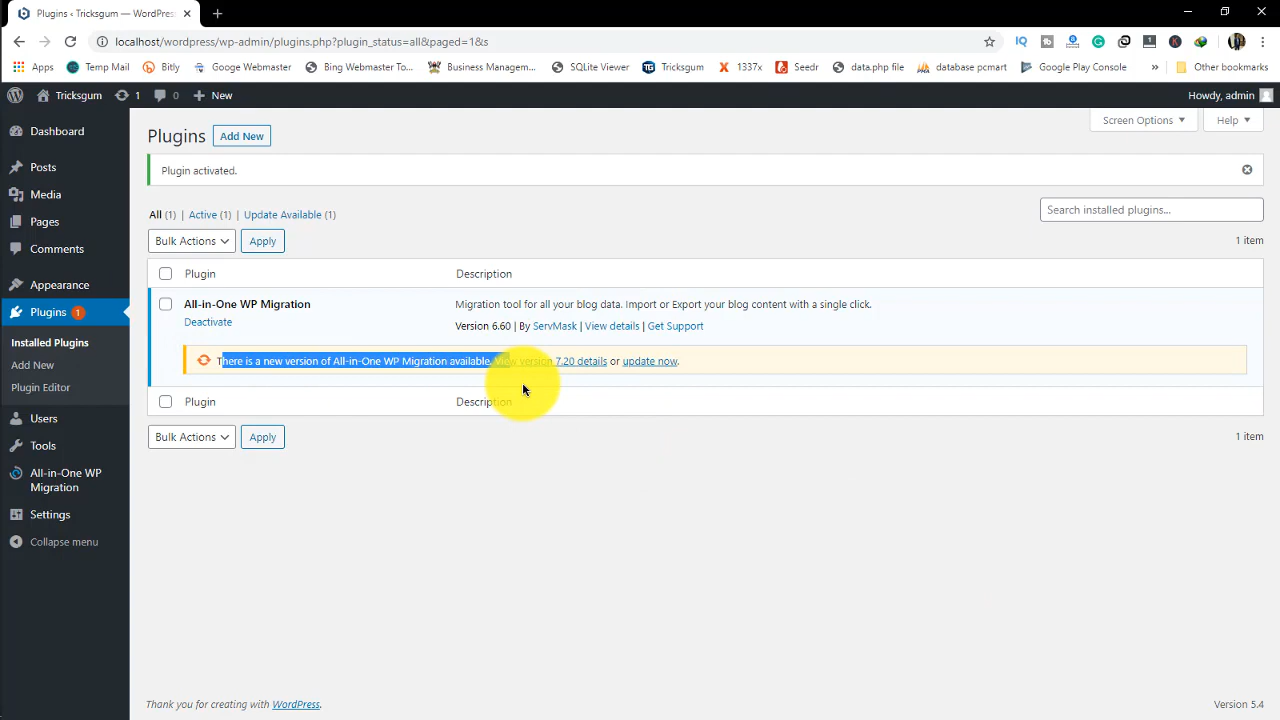 Plugins ‹ Tricksgum — WordPres
localhost/wordpress/wp-admin/plugins.php?plugin_status=all&paged=1&s
Apps Temp Mail Bitly Googe Webmaster Bing Webmaster To... Business Managem... SQLite Viewer Tricksgum 1337x Seedr data.php file database pcmart Google Play Console » Other bookmarks
Tricksgum 1 0 + New Howdy, admin
Screen Options ▼ Help ▼
Dashboard
Posts
Media
Pages
Comments
Appearance
Plugins 1
Installed Plugins
Add New
Plugin Editor
Users
Tools
All-in-One WP
Migration
Settings
Collapse menu
Plugins Add New
Plugin activated.
All (1) | Active (1) | Update Available (1)
Search installed plugins...
Bulk Actions Apply 1 item
Plugin Description
All-in-One WP Migration Migration tool for all your blog data. Import or Export your blog content with a single click.
Deactivate Version 6.60 | By ServMask | View details | Get Support
There is a new version of All-in-One WP Migration available. View version 7.20 details or update now.
Plugin Description
Bulk Actions Apply 1 item
Thank you for creating with WordPress. Version 5.4